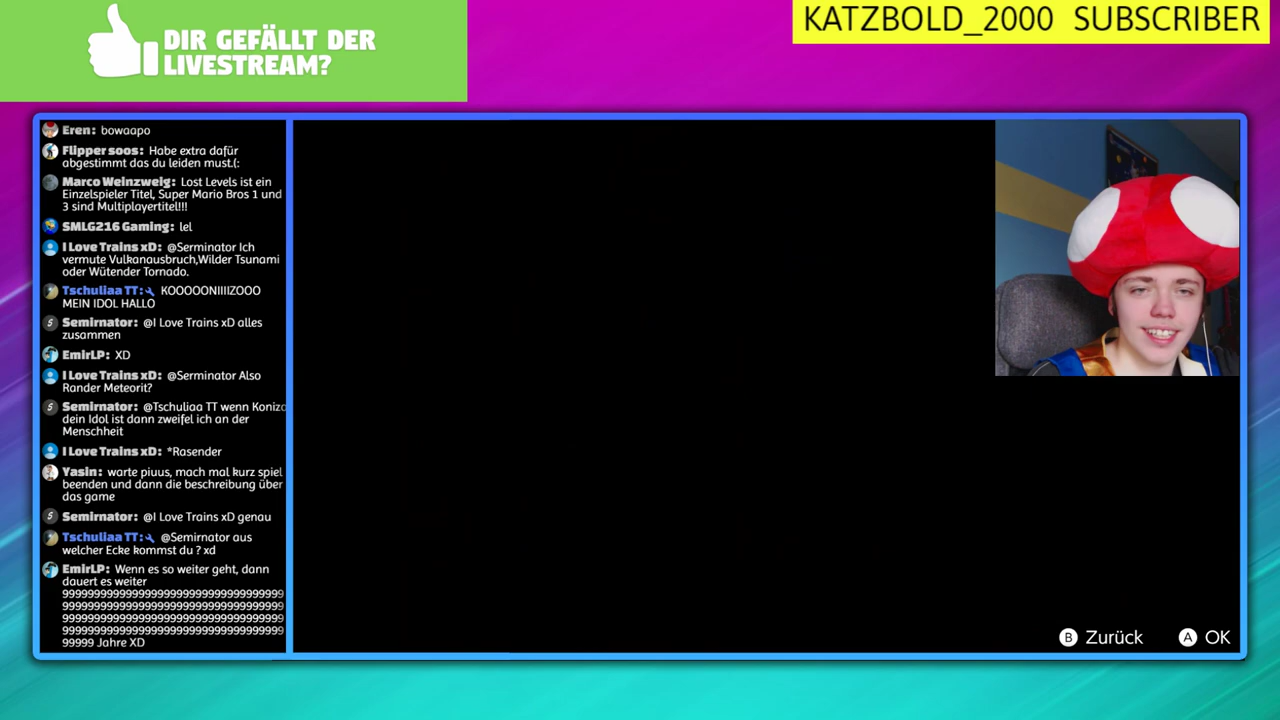 DIR GEFÄLLT DER
LIVESTREAM?
KATZBOLD_2000 SUBSCRIBER
Eren: bowaapo
Flipper soos: Habe extra dafür
abgestimmt das du leiden must.(:
Marco Weinzweig: Lost Levels ist ein
Einzelspieler Titel, Super Mario Bros 1 und
3 sind Multiplayertitel!!!
SMLG216 Gaming: lel
I Love Trains xD: @Serminator Ich
vermute Vulkanausbruch,Wilder Tsunami
oder Wütender Tornado.
Tschuliaa TT: KOOOOONIIIIZOOO
MEIN IDOL HALLO
Semirnator: @I Love Trains xD alles
zusammen
EmirLP: XD
I Love Trains xD: @Serminator Also
Rander Meteorit?
Semirnator: @Tschuliaa TT wenn Koniz
dein Idol ist dann zweifel ich an der
Menschheit
I Love Trains xD: *Rasender
Yasin: warte piuus, mach mal kurz spiel
beenden und dann die beschreibung über
das game
Semirnator: @I Love Trains xD genau
Tschuliaa TT: @Semirnator aus
welcher Ecke kommst du ? xd
EmirLP: Wenn es so weiter geht, dann
dauert es weiter
99999999999999999999999999999999999
99999999999999999999999999999999999
99999999999999999999999999999999999
99999999999999999999999999999999999
99999 Jahre XD
B Zurück A OK